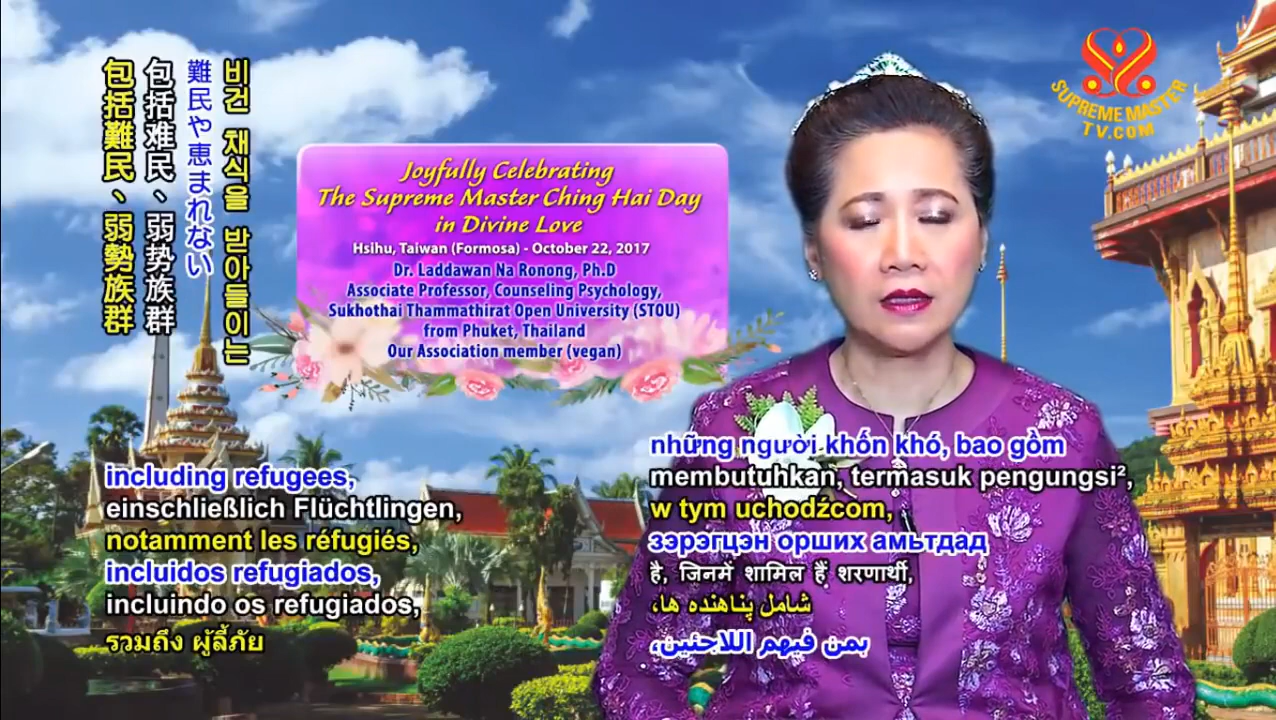 비건 채식을 받아들이는
難民や恵まれない
包括难民、弱势族群
包括難民、弱勢族群
SUPREME MASTER
TV.COM
Joyfully Celebrating
The Supreme Master Ching Hai Day
in Divine Love
Hsihu, Taiwan (Formosa) - October 22, 2017
Dr. Laddawan Na Ronong, Ph.D
Associate Professor, Counseling Psychology,
Sukhothai Thammathirat Open University (STOU)
from Phuket, Thailand
Our Association member (vegan)
including refugees,
einschließlich Flüchtlingen,
notamment les réfugiés,
incluidos refugiados,
incluindo os refugiados,
รวมถึง ผู้ลี้ภัย
những người khốn khó, bao gồm
membutuhkan, termasuk pengungsi²,
w tym uchodźcom,
зэрэгцэн орших амьтдад
है, जिनमें शामिल हैं शरणार्थी,
شامل پناهنده ها،
بمن فيهم اللاجئين،